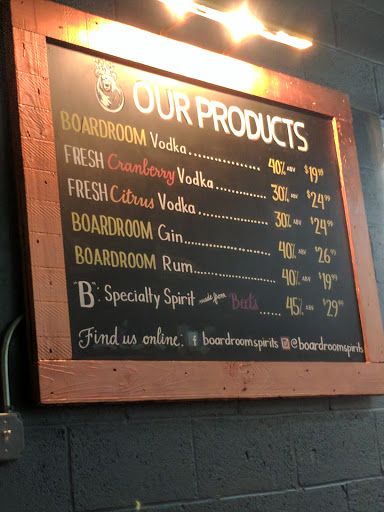 OUR PRODUCTS
BOARDROOM Vodka.................. 40% ABV $19.99
FRESH Cranberry Vodka............ 30% ABV $24.99
FRESH Citrus Vodka............... 30% ABV $24.99
BOARDROOM Gin.................... 40% ABV $26.95
BOARDROOM Rum.................... 40% ABV $19.99
"B": Specialty Spirit made from Beets..... 45% ABV $29.99
Find us online: f boardroomspirits @boardroomspirits